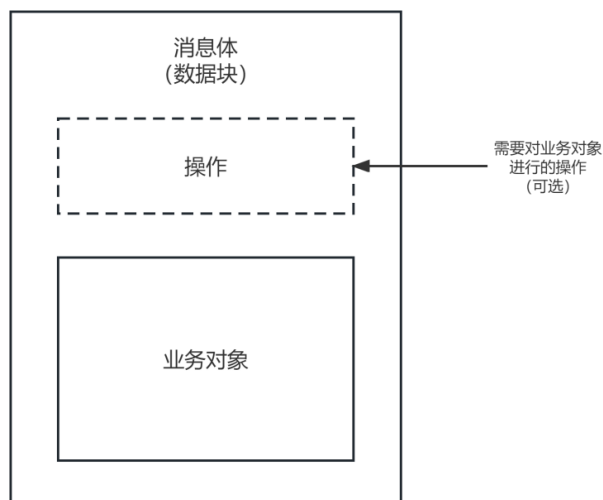 消息体
（数据块）
操作
需要对业务对象
进行的操作
（可选）
业务对象